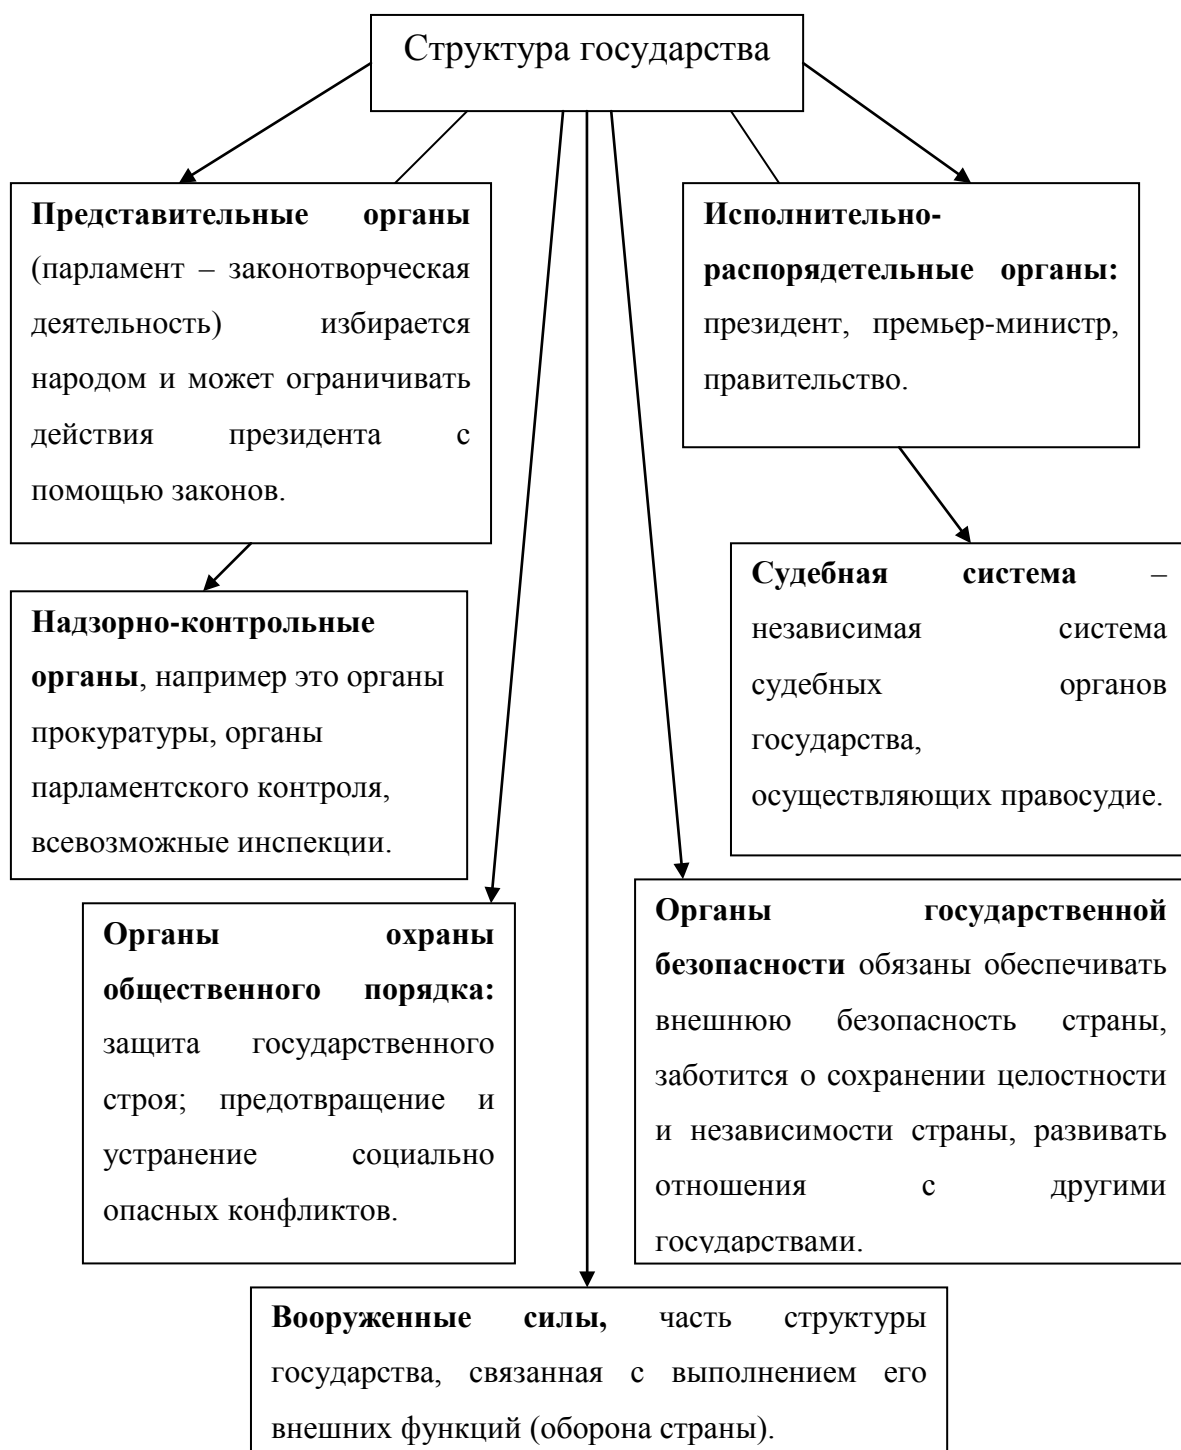 Структура государства
Представительные органы
(парламент – законотворческая
деятельность) избирается
народом и может ограничивать
действия президента с
помощью законов.
Исполнительно-
распорядетельные органы:
президент, премьер-министр,
правительство.
Надзорно-контрольные
органы, например это органы
прокуратуры, органы
парламентского контроля,
всевозможные инспекции.
Судебная система –
независимая система
судебных органов
государства,
осуществляющих правосудие.
Органы охраны
общественного порядка:
защита государственного
строя; предотвращение и
устранение социально
опасных конфликтов.
Органы государственной
безопасности обязаны обеспечивать
внешнюю безопасность страны,
заботится о сохранении целостности
и независимости страны, развивать
отношения с другими
государствами.
Вооруженные силы, часть структуры
государства, связанная с выполнением его
внешних функций (оборона страны).